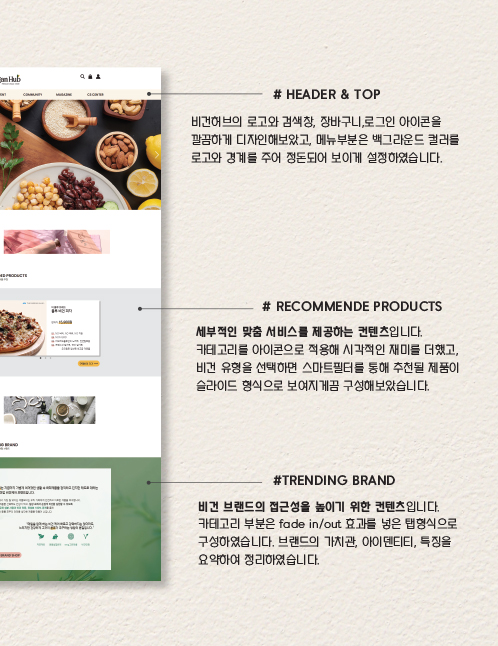 an Hub
COMMUNITY
MAGAZINE
CS CENTER
# HEADER & TOP
비건허브의 로고와 검색창, 장바구니,로그인 아이콘을
깔끔하게 디자인해보았고, 메뉴부분은 백그라운드 컬러를
로고와 경계를 주어 정돈되어 보이게 설정하였습니다.
ED PRODUCTS
# RECOMMENDE PRODUCTS
세부적인 맞춤 서비스를 제공하는 컨텐츠입니다.
카테고리를 아이콘으로 적용해 시각적인 재미를 더했고,
비건 유형을 선택하면 스마트필터를 통해 추천될 제품이
슬라이드 형식으로 보여지게끔 구성해보았습니다.
BRAND
#TRENDING BRAND
비건 브랜드의 접근성을 높이기 위한 컨텐츠입니다.
카테고리 부분은 fade in/out 효과를 넣은 탭형식으로
구성하였습니다. 브랜드의 가치관, 아이덴티티, 특징을
요약하여 정리하였습니다.